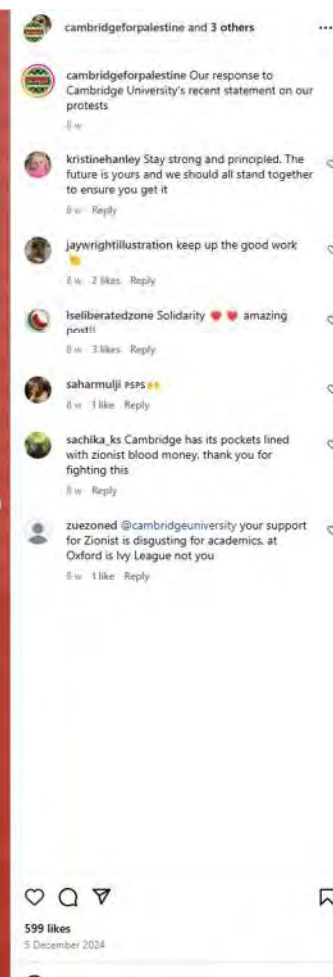 cambridgeforpalestine and 3 others
cambridgeforpalestine Our response to
Cambridge University's recent statement on our
protests
8 w
kristinehanley Stay strong and principled. The
future is yours and we should all stand together
to ensure you get it
8 w Reply
jaywrightillustration keep up the good work
👏
8 w 2 likes Reply
lseliberatedzone Solidarity ❤️ ❤️ amazing
post!!
8 w 3 likes Reply
saharmulji PSPS🙌
8 w 1 like Reply
sachika_ks Cambridge has its pockets lined
with zionist blood money, thank you for
fighting this
8 w Reply
zuezoned @cambridgeuniversity your support
for Zionist is disgusting for academics, at
Oxford is Ivy League not you
8 w 1 like Reply
599 likes
5 December 2024